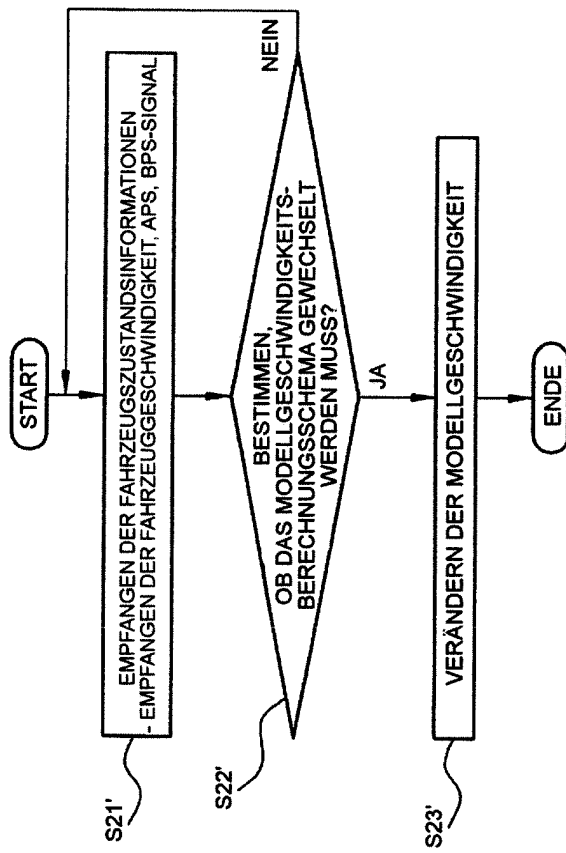 START
S21'
EMPFANGEN DER FAHRZEUGSZUSTANDSINFORMATIONEN
- EMPFANGEN DER FAHRZEUGGESCHWINDIGKEIT, APS, BPS-SIGNAL
S22'
BESTIMMEN,
OB DAS MODELLGESCHWINDIGKEITS-
BERECHNUNGSSCHEMA GEWECHSELT
WERDEN MUSS?
NEIN
JA
S23'
VERÄNDERN DER MODELLGESCHWINDIGKEIT
ENDE